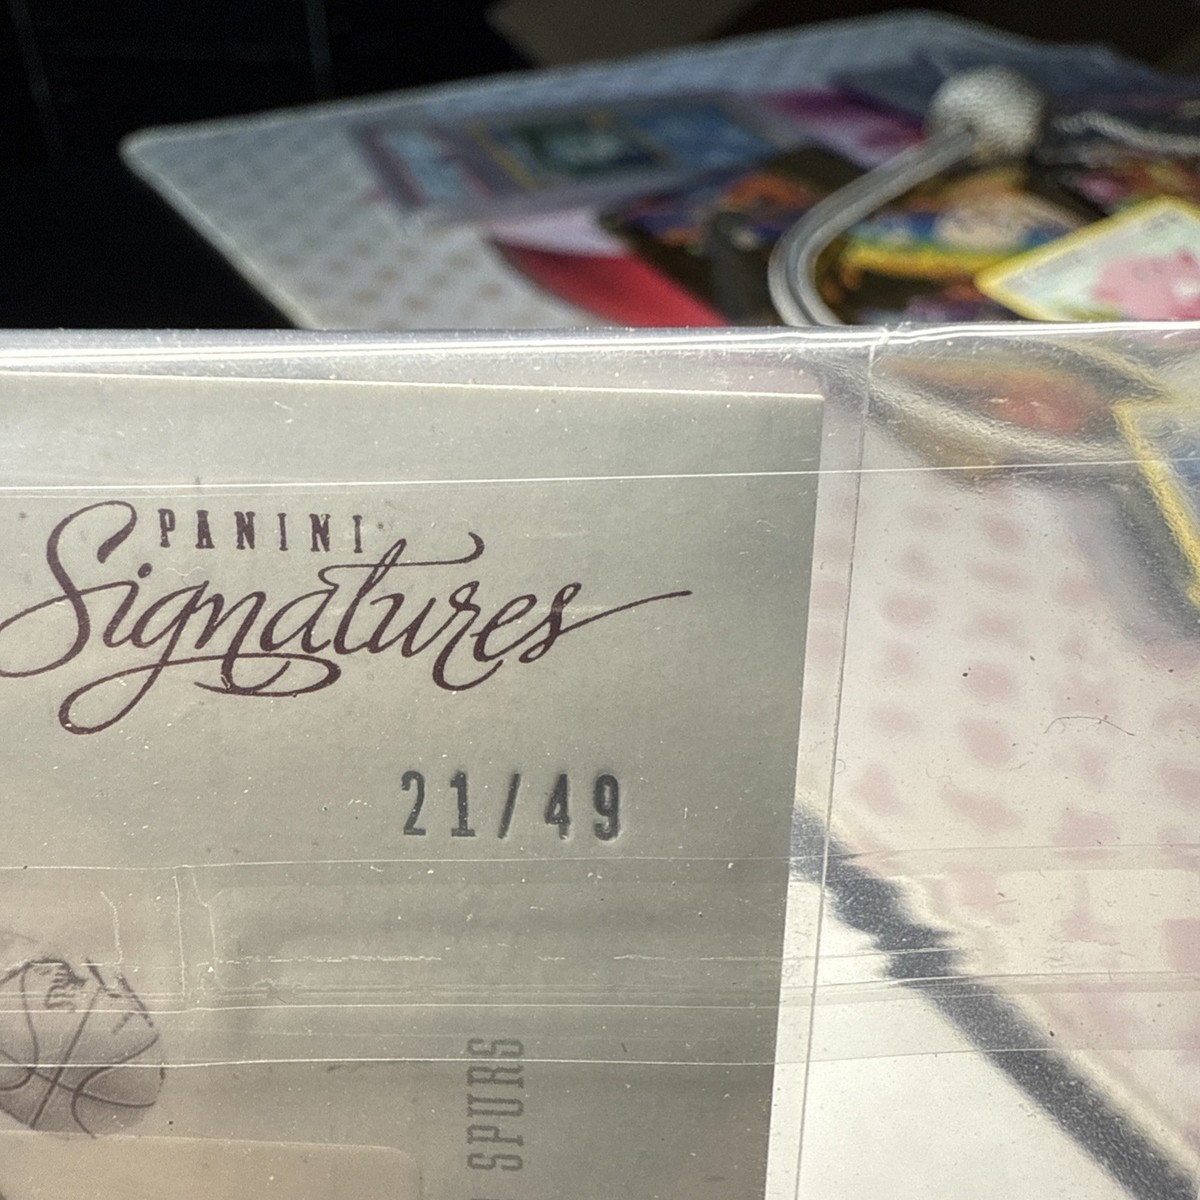 PANINI
Signatures
21/49
SPURS